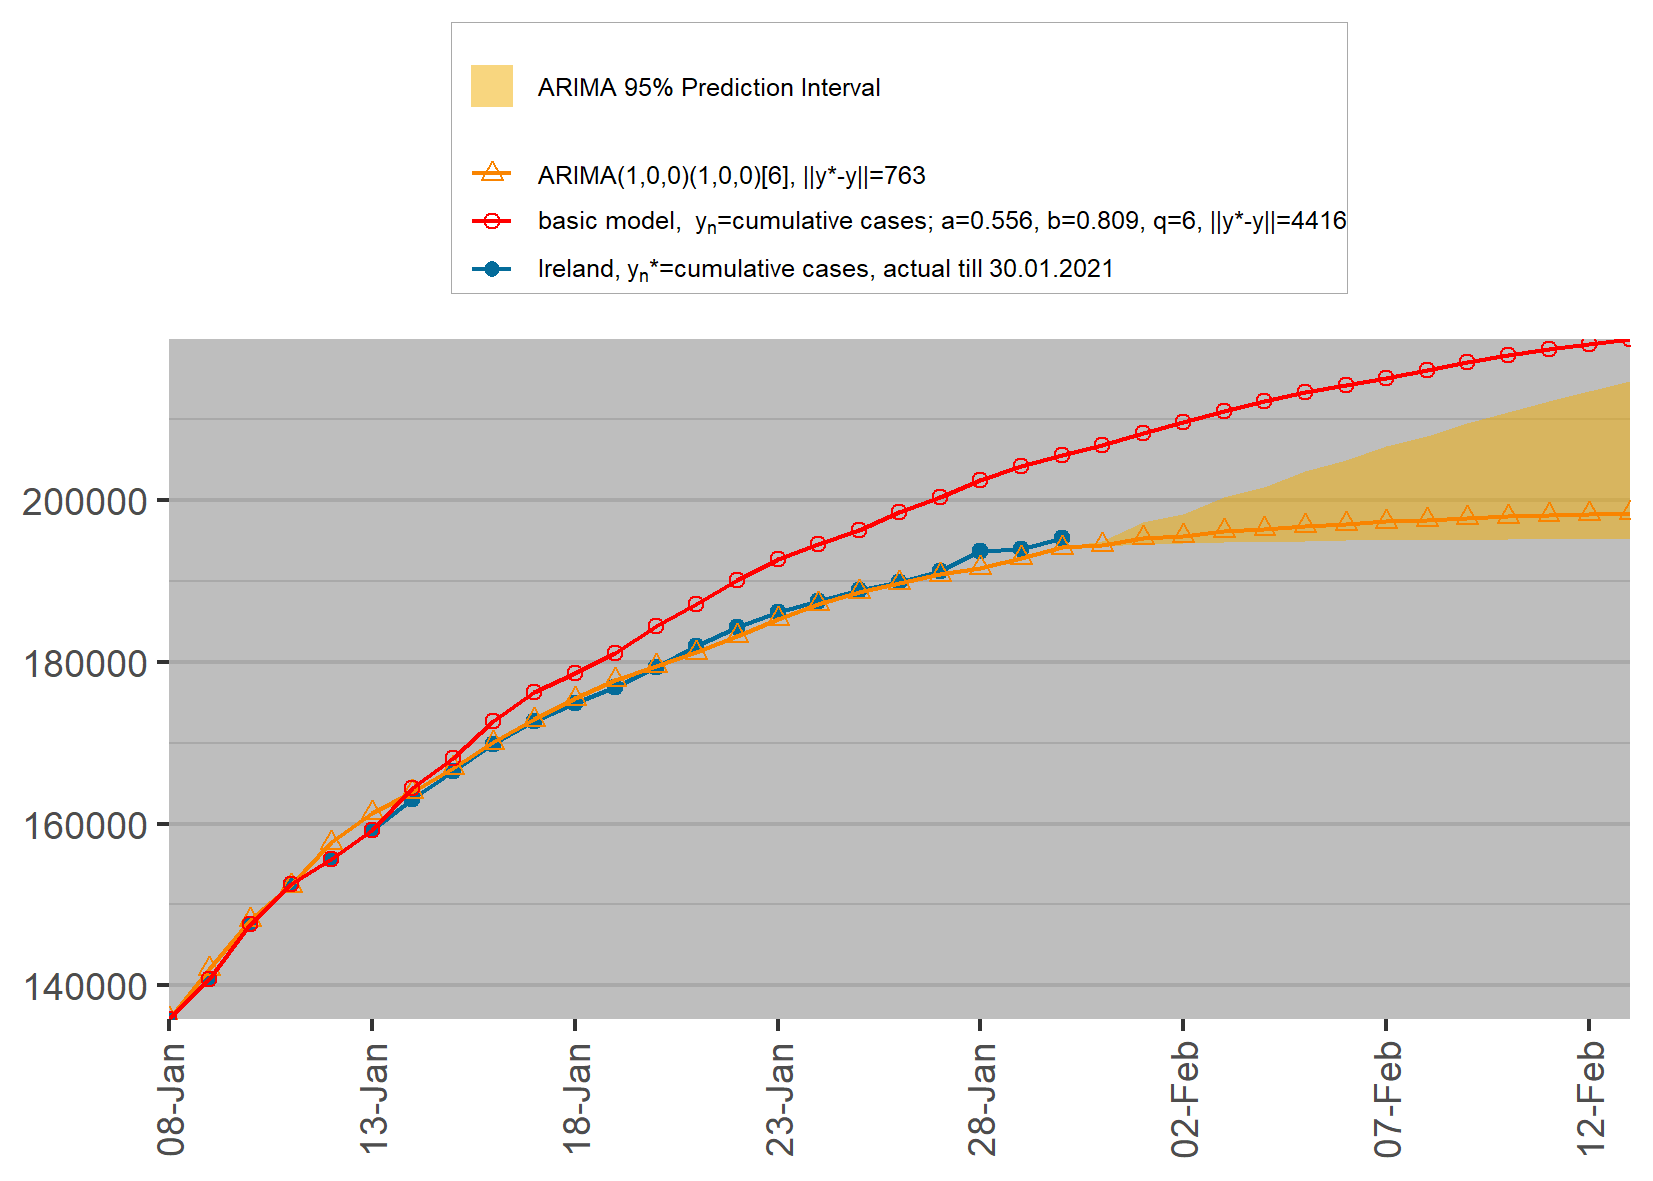 ARIMA 95% Prediction Interval
ARIMA(1,0,0)(1,0,0)[6], ||y*-y||=763
basic model,  yn=cumulative cases; a=0.556, b=0.809, q=6, ||y*-y||=4416
Ireland, yn*=cumulative cases, actual till 30.01.2021
200000
180000
160000
140000
08-Jan
13-Jan
18-Jan
23-Jan
28-Jan
02-Feb
07-Feb
12-Feb